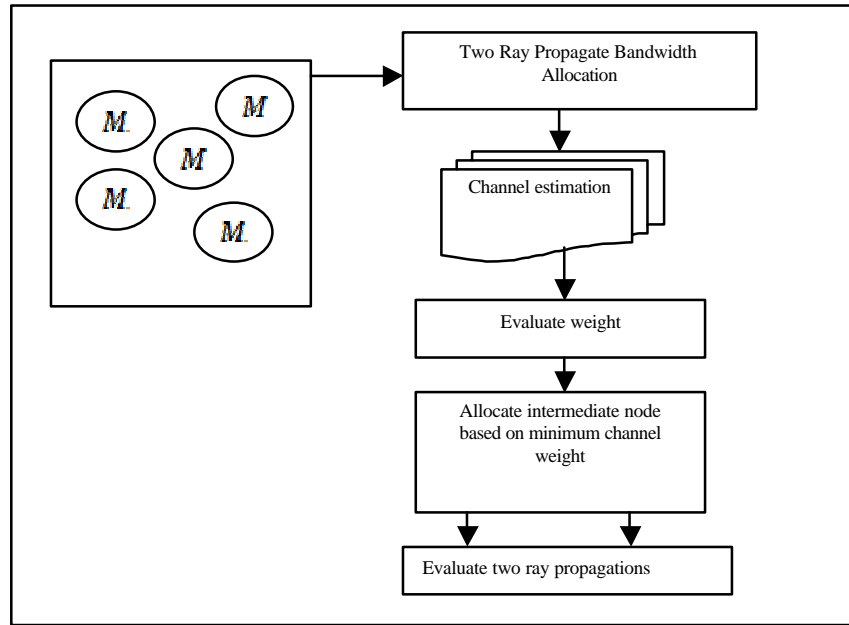 M
M
M
M
M
Two Ray Propagate Bandwidth
Allocation
Channel estimation
Evaluate weight
Allocate intermediate node
based on minimum channel
weight
Evaluate two ray propagations